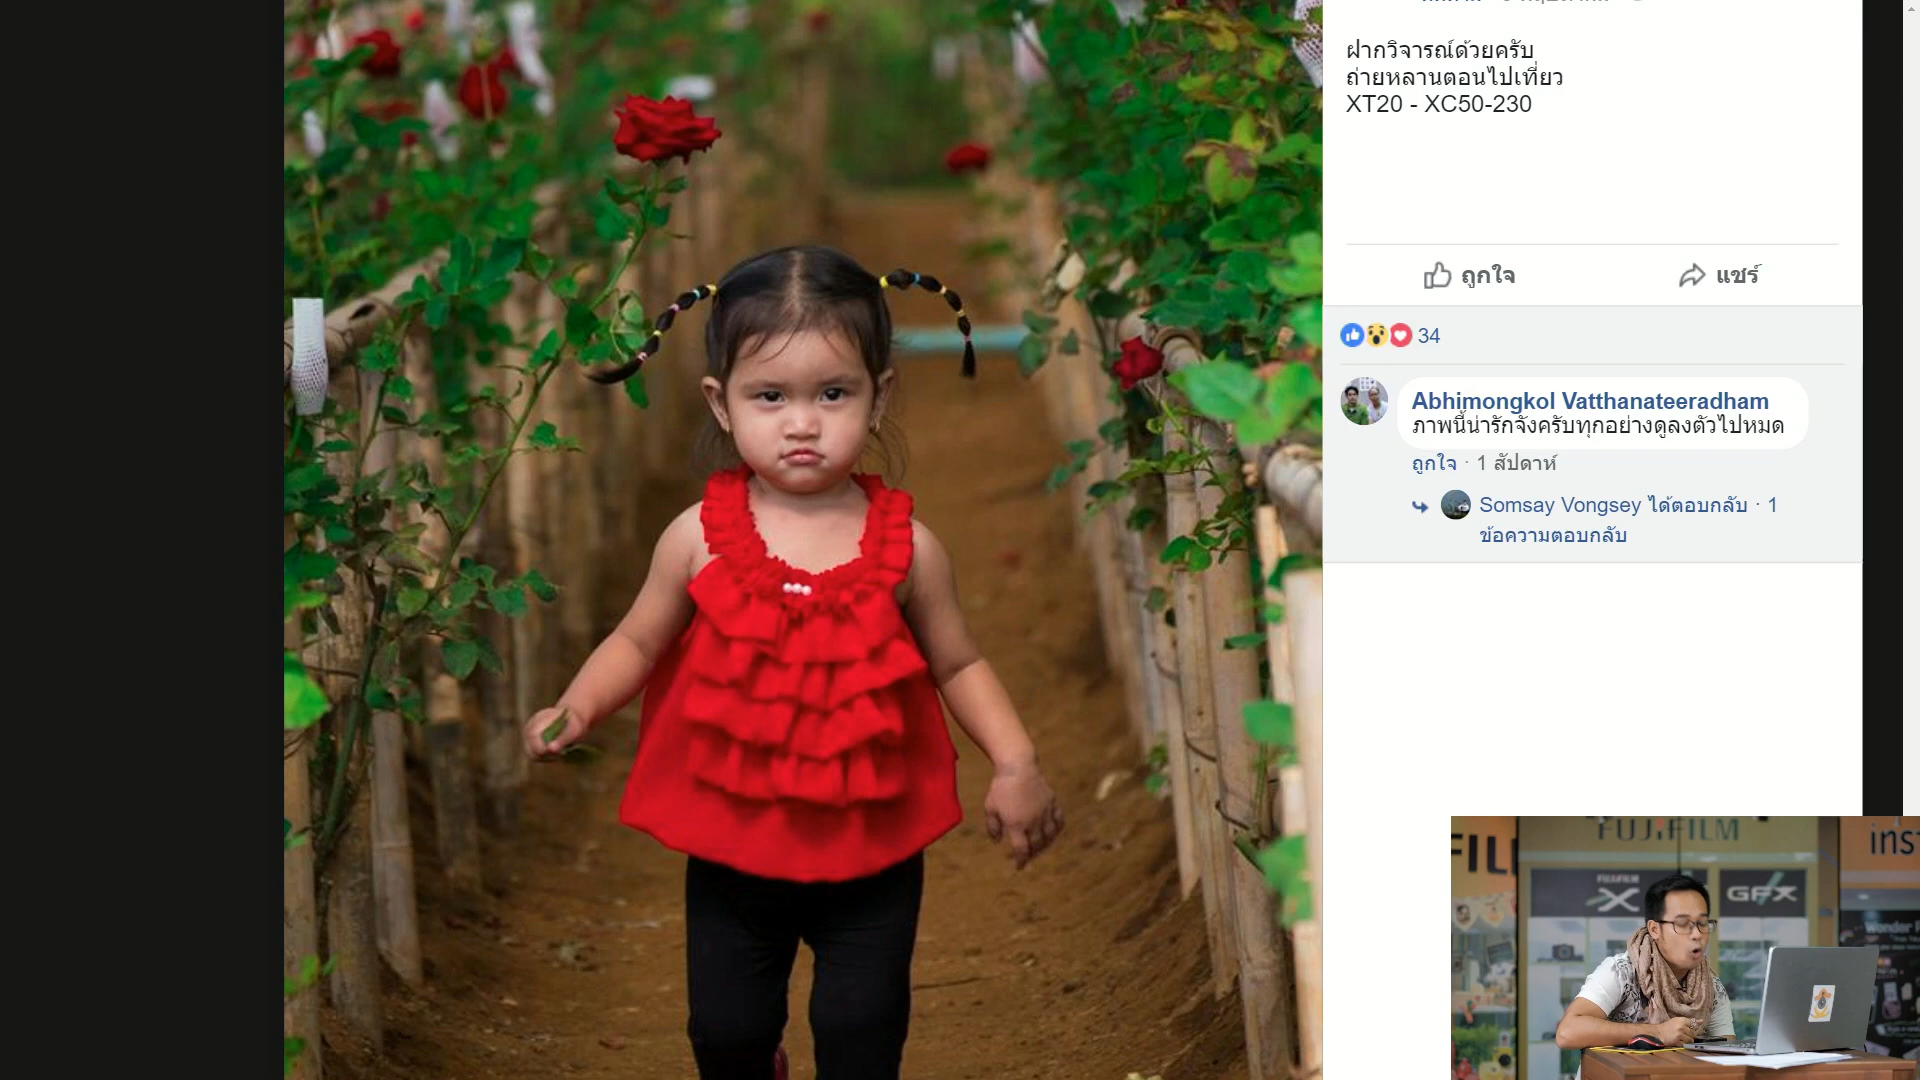 ฝากวิจารณ์ด้วยครับ
ถ่ายหลานตอนไปเที่ยว
XT20 - XC50-230
ถูกใจ
แชร์
34
Abhimongkol Vatthanateeradham
ภาพนี้น่ารักจังครับทุกอย่างดูลงตัวไปหมด
ถูกใจ · 1 สัปดาห์
Somsay Vongsey ได้ตอบกลับ · 1
ข้อความตอบกลับ
FUJIFILM
FUJIFILM
X
GFX